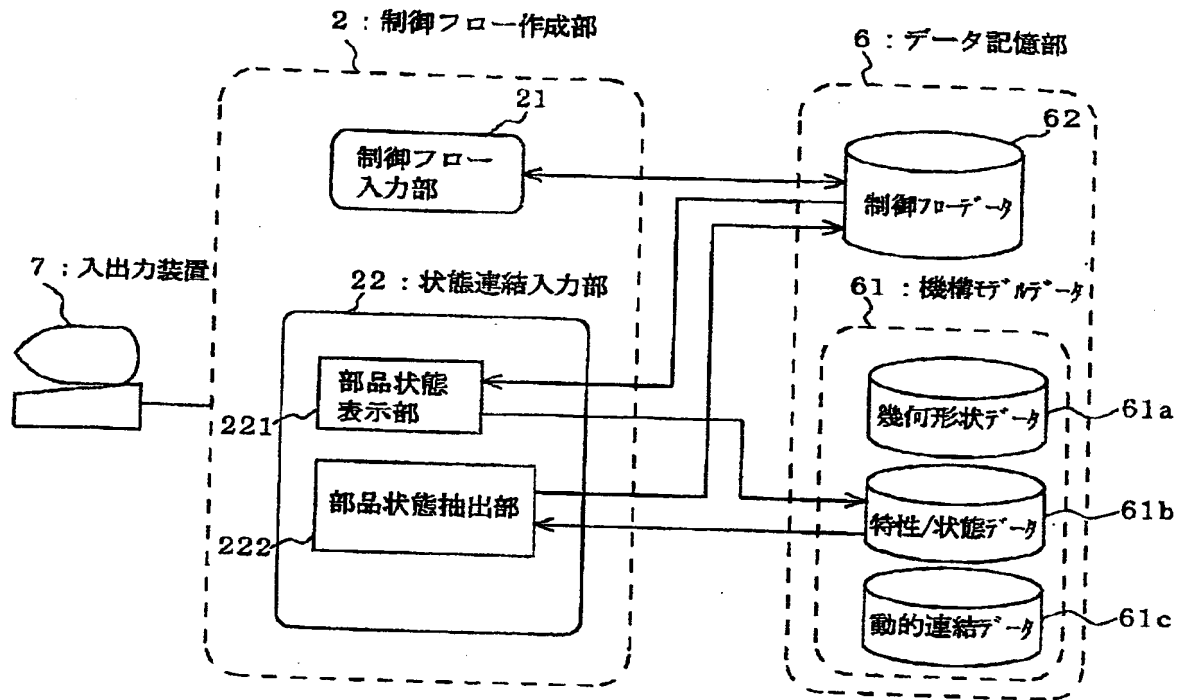 2：制御フロー作成部
6：データ記憶部
21
制御フロー
入力部
62
制御フローデータ
7：入出力装置
22：状態連結入力部
61：機構モデルデータ
部品状態
表示部
221
幾何形状データ
61a
部品状態抽出部
222
特性/状態データ
61b
動的連結データ
61c